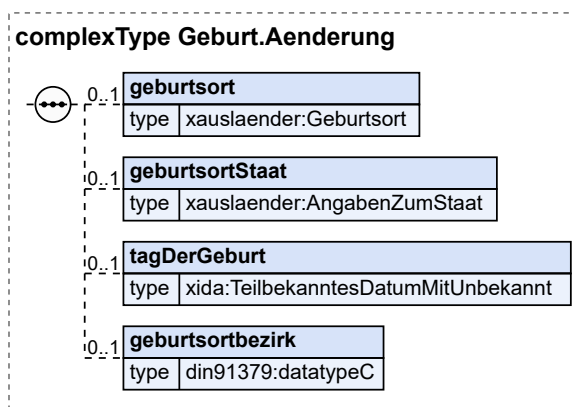 complexType Geburt.Aenderung
0..1 geburtsort
type xauslaender:Geburtsort
0..1 geburtsortStaat
type xauslaender:AngabenZumStaat
0..1 tagDerGeburt
type xida:TeilbekanntesDatumMitUnbekannt
0..1 geburtsortbezirk
type din91379:datatypeC